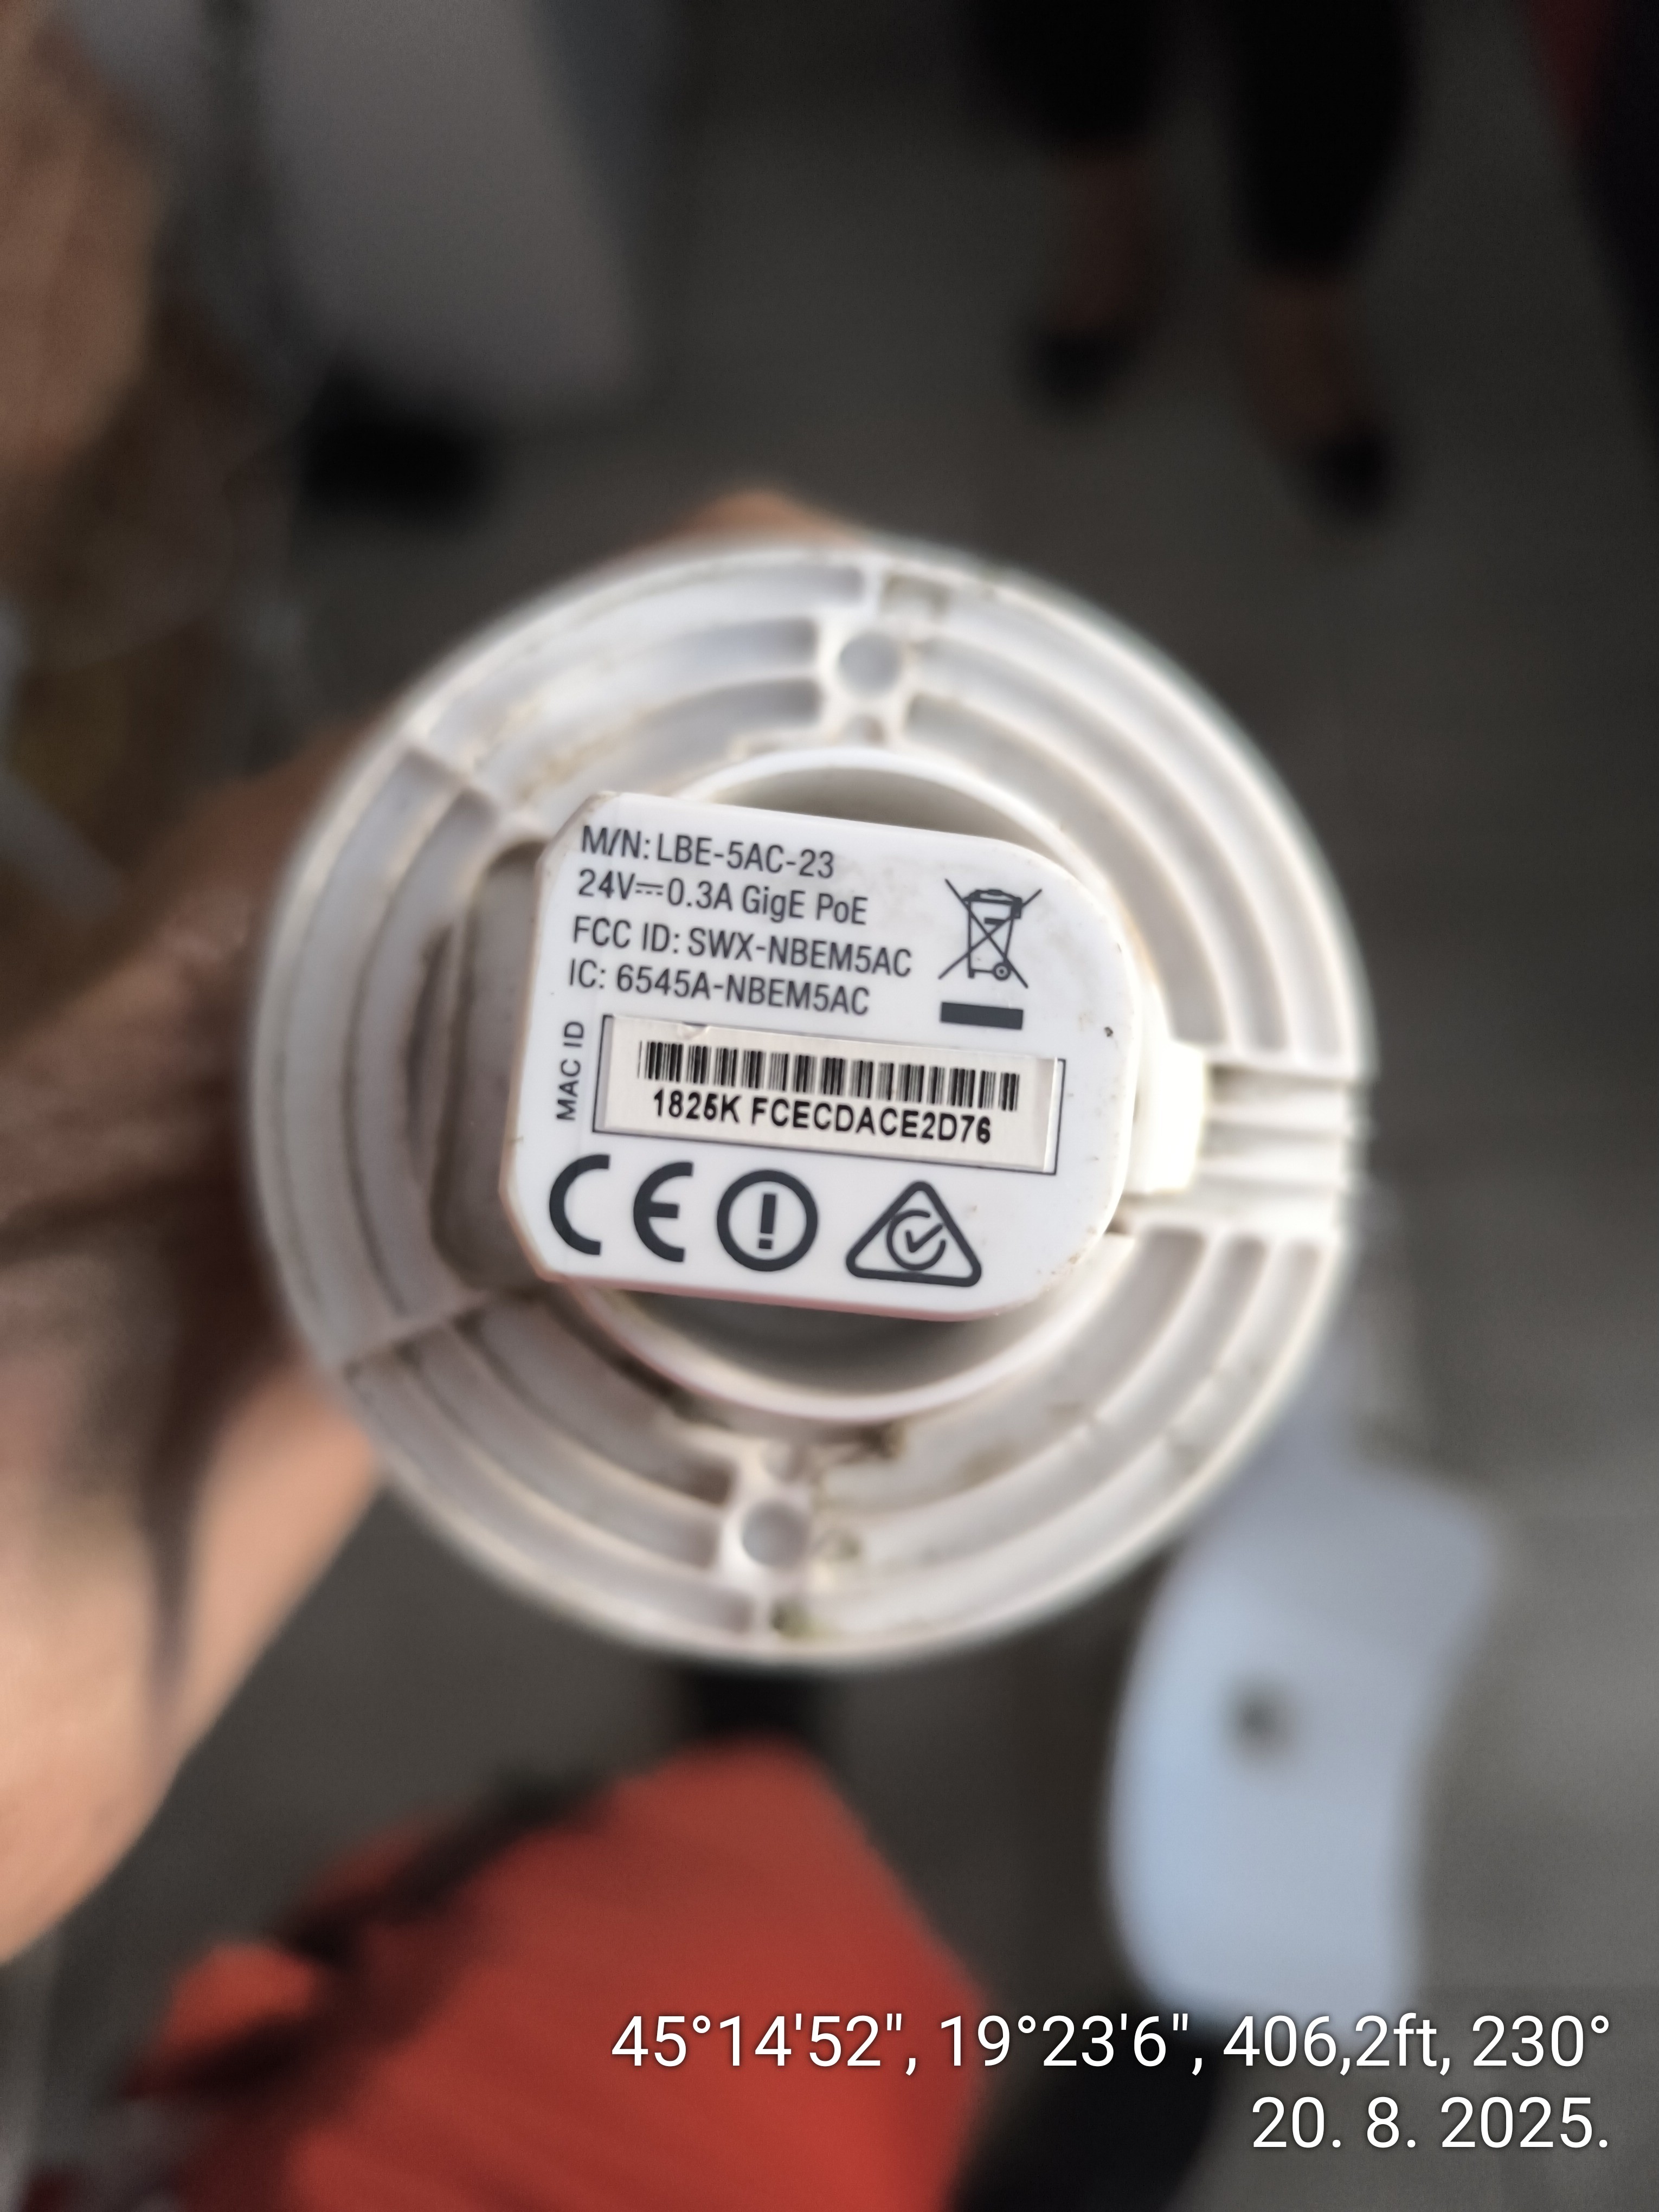 M/N: LBE-5AC-23
24V⎓0.3A GigE PoE
FCC ID: SWX-NBEM5AC
IC: 6545A-NBEM5AC
MAC ID
1825K FCECDACE2D76
CE
45°14'52", 19°23'6", 406,2ft, 230°
20. 8. 2025.